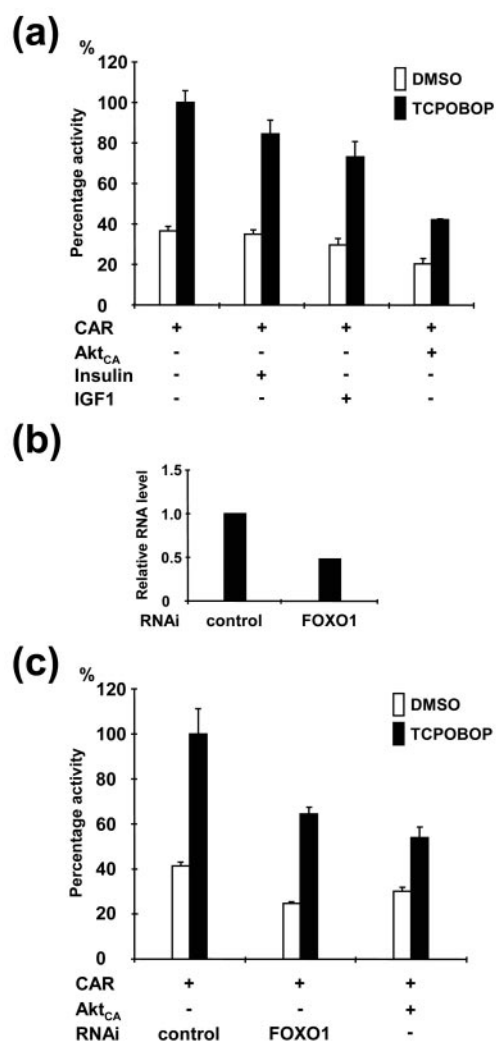 (a)
%
120
100
80
60
40
20
0
Percentage activity
DMSO
TCPOBOP
CAR + + + +
AktCA - - - +
Insulin - + - -
IGF1 - - + -
(b)
1.5
1.0
0.5
0
Relative RNA level
RNAi control FOXO1
(c)
%
120
100
80
60
40
20
0
Percentage activity
DMSO
TCPOBOP
CAR + + +
AktCA - - +
RNAi control FOXO1 -